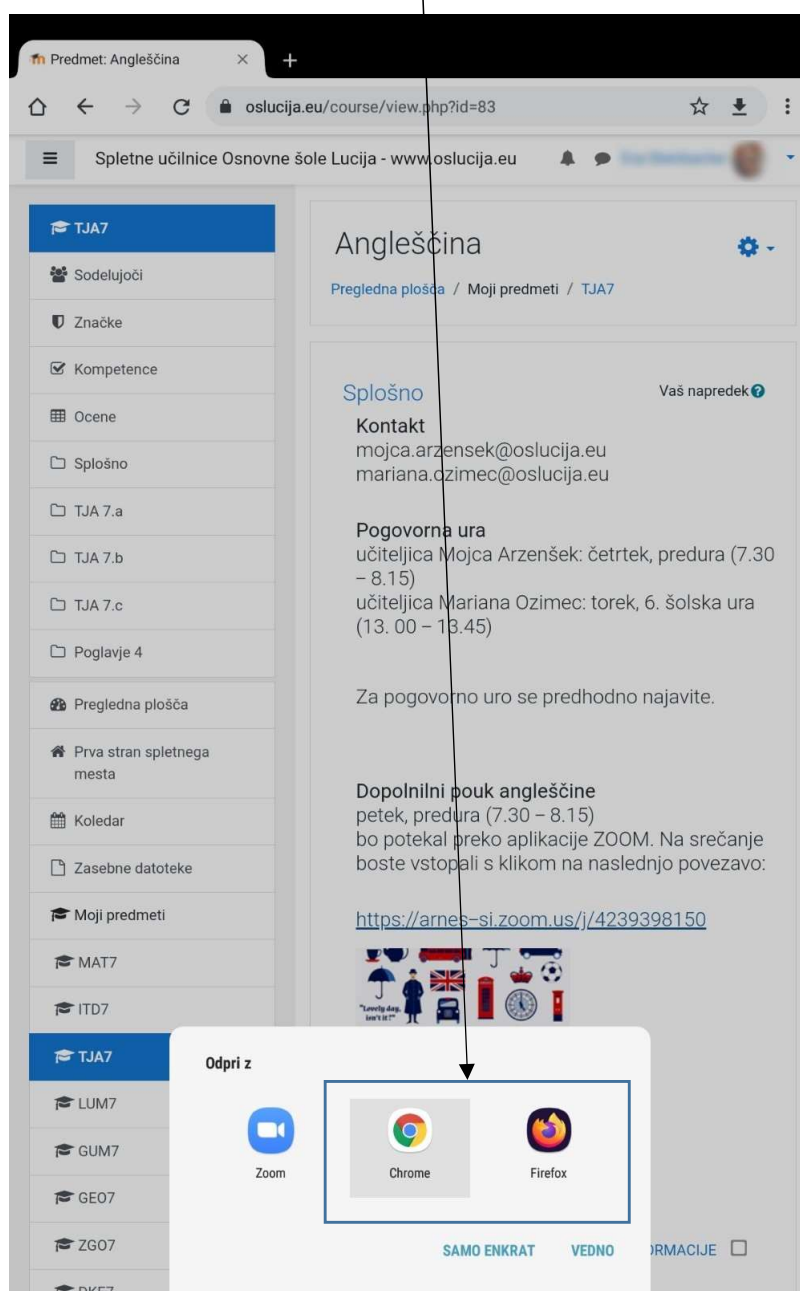 Predmet: Angleščina
oslucija.eu/course/view.php?id=83
Spletne učilnice Osnovne šole Lucija - www.oslucija.eu
TJA7
Sodelujoči
Značke
Kompetence
Ocene
Splošno
TJA 7.a
TJA 7.b
TJA 7.c
Poglavje 4
Pregledna plošča
Prva stran spletnega
mesta
Koledar
Zasebne datoteke
Moji predmeti
MAT7
ITD7
TJA7
LUM7
GUM7
GEO7
ZGO7
Angleščina
Pregledna plošča / Moji predmeti / TJA7
Splošno
Vaš napredek
Kontakt
mojca.arzensek@oslucija.eu
mariana.ozimec@oslucija.eu
Pogovorna ura
učiteljica Mojca Arzenšek: četrtek, predura (7.30
– 8.15)
učiteljica Mariana Ozimec: torek, 6. šolska ura
(13. 00 – 13.45)
Za pogovorno uro se predhodno najavite.
Dopolnilni pouk angleščine
petek, predura (7.30 – 8.15)
bo potekal preko aplikacije ZOOM. Na srečanje
boste vstopali s klikom na naslednjo povezavo:
https://arnes-si.zoom.us/j/4239398150
"Lovely day,
isn't it?"
Odpri z
Zoom
Chrome
Firefox
SAMO ENKRAT
VEDNO
ORMACIJE